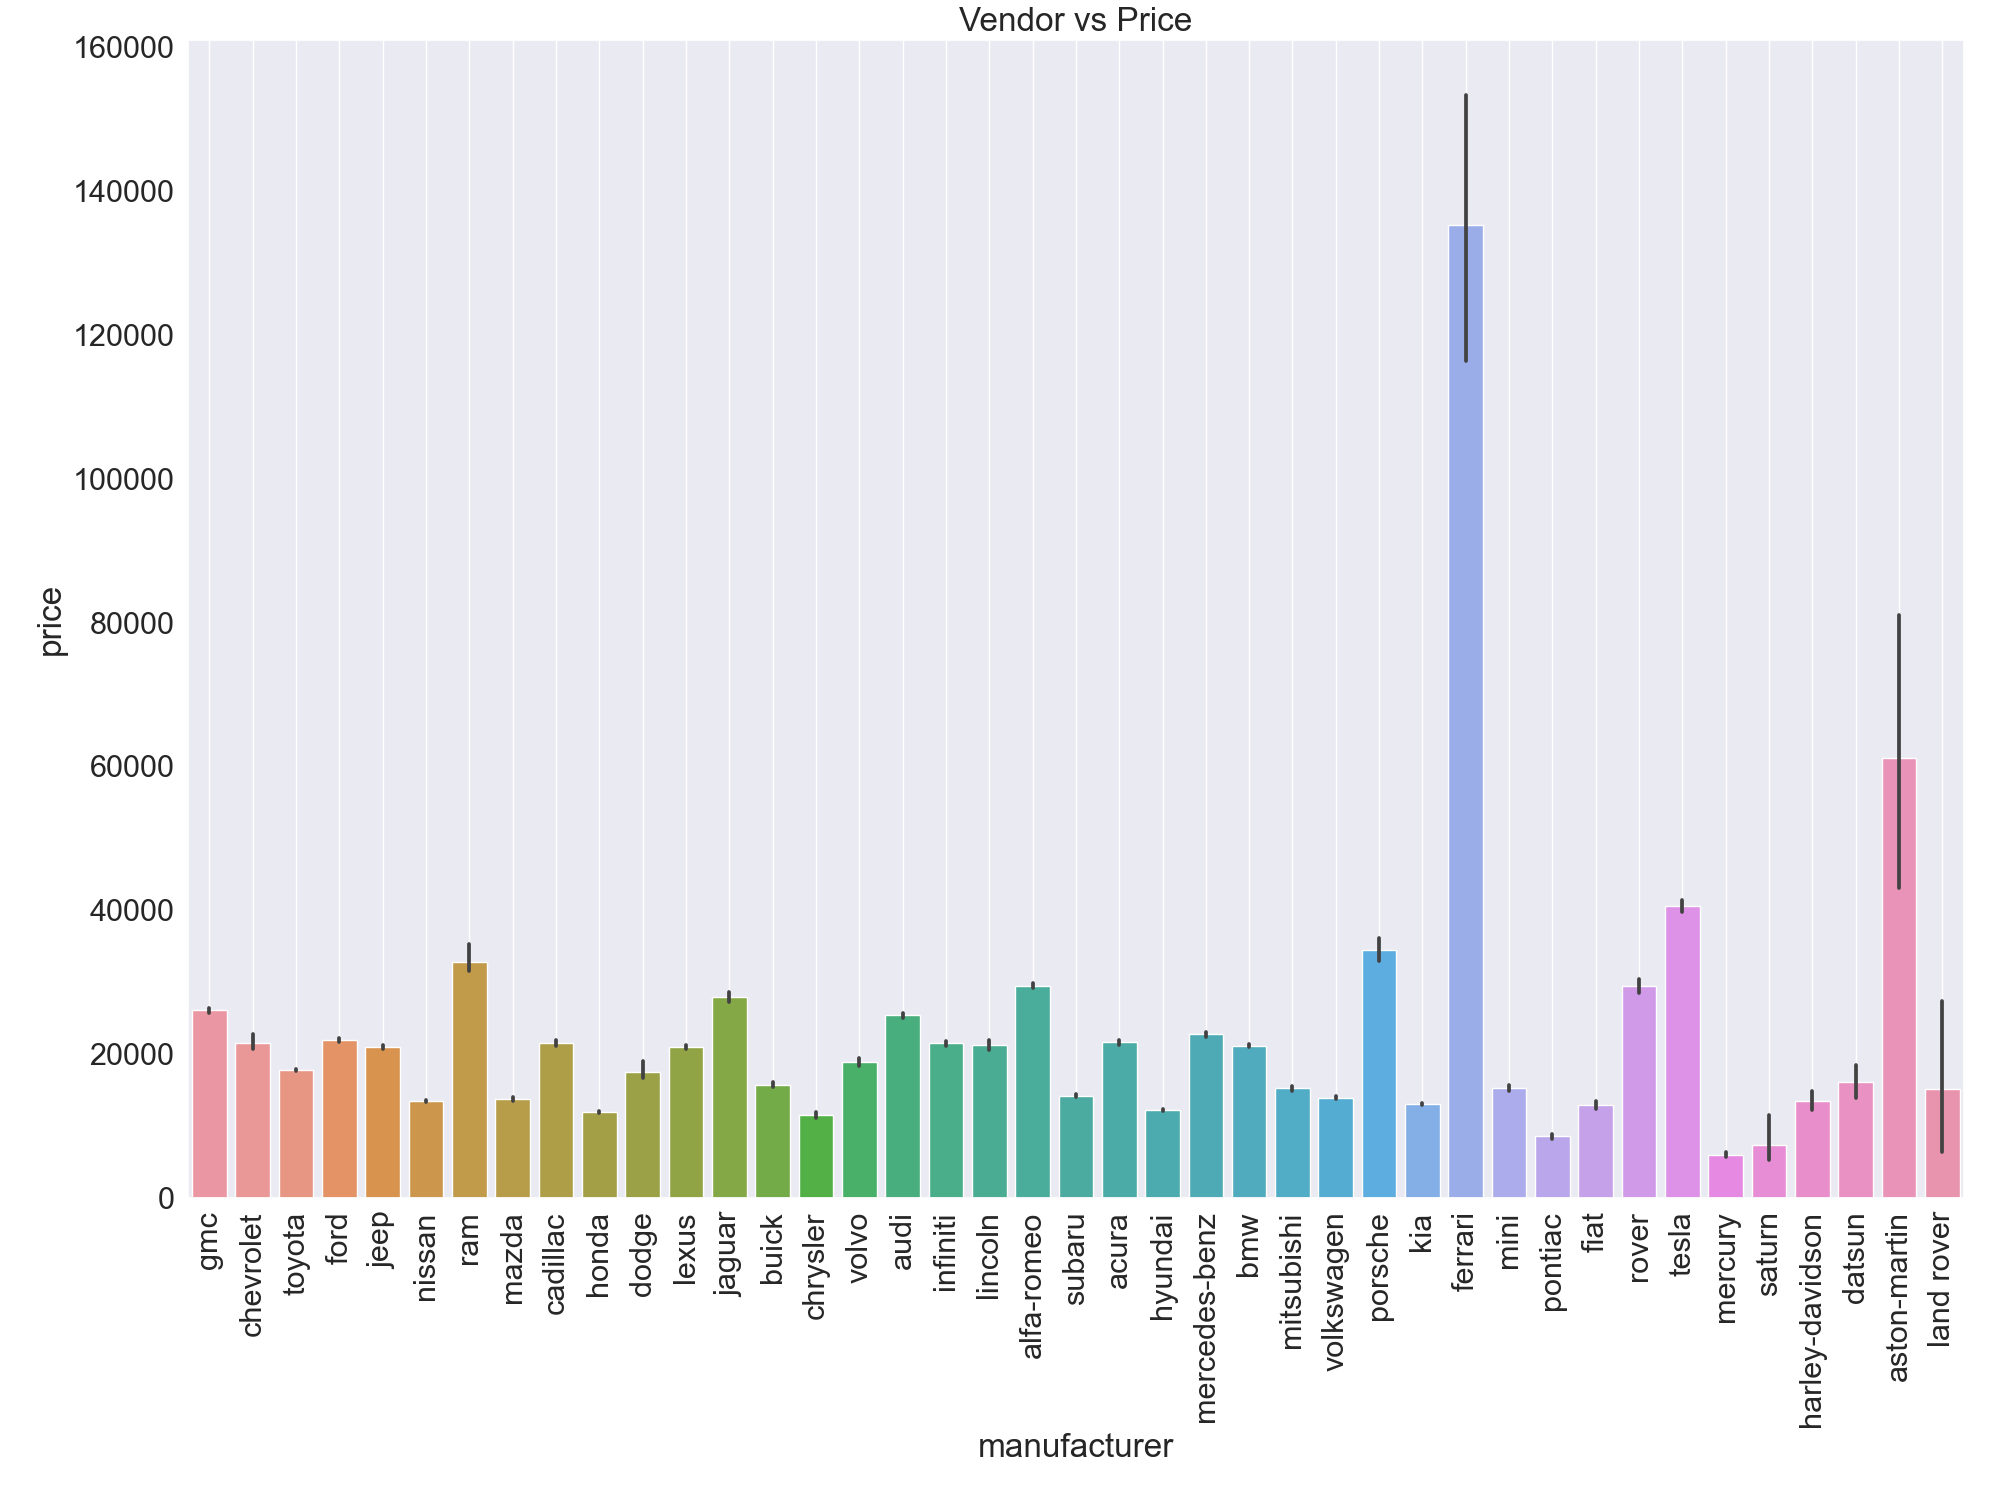 Vendor vs Price
160000
140000
120000
100000
80000
60000
40000
20000
0
price
gmc
chevrolet
toyota
ford
jeep
nissan
ram
mazda
cadillac
honda
dodge
lexus
jaguar
buick
chrysler
volvo
audi
infiniti
lincoln
alfa-romeo
subaru
acura
hyundai
mercedes-benz
bmw
mitsubishi
volkswagen
porsche
kia
ferrari
mini
pontiac
fiat
rover
tesla
mercury
saturn
harley-davidson
datsun
aston-martin
land rover
manufacturer